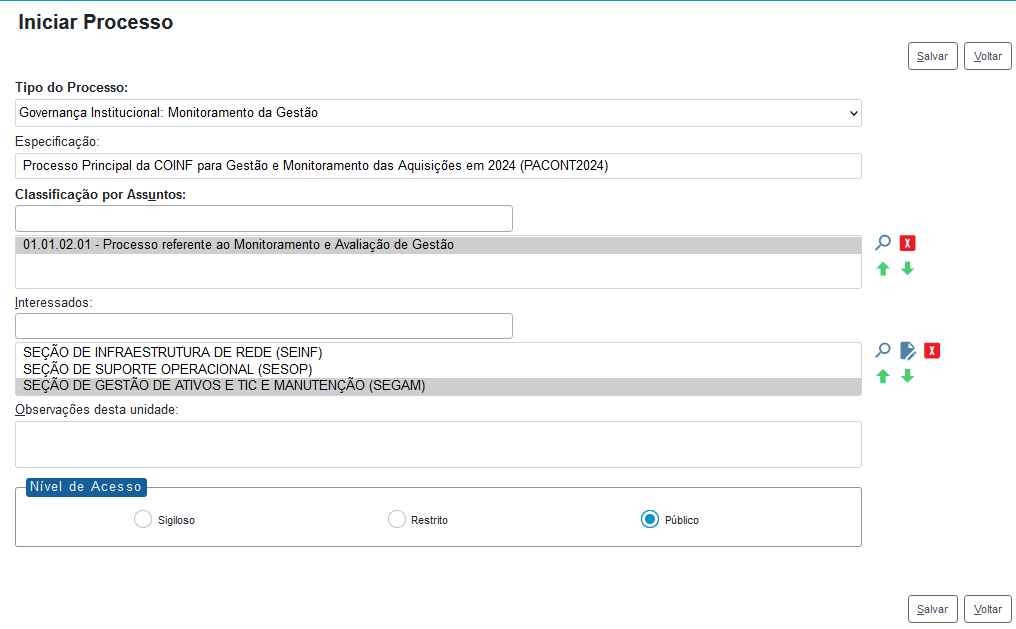 Iniciar Processo
Salvar Voltar
Tipo do Processo:
Governança Institucional: Monitoramento da Gestão
Especificação:
Processo Principal da COINF para Gestão e Monitoramento das Aquisições em 2024 (PACONT2024)
Classificação por Assuntos:
01.01.02.01 - Processo referente ao Monitoramento e Avaliação de Gestão
Interessados:
SEÇÃO DE INFRAESTRUTURA DE REDE (SEINF)
SEÇÃO DE SUPORTE OPERACIONAL (SESOP)
SEÇÃO DE GESTÃO DE ATIVOS E TIC E MANUTENÇÃO (SEGAM)
Observações desta unidade:
Nível de Acesso
Sigiloso Restrito Público
Salvar Voltar